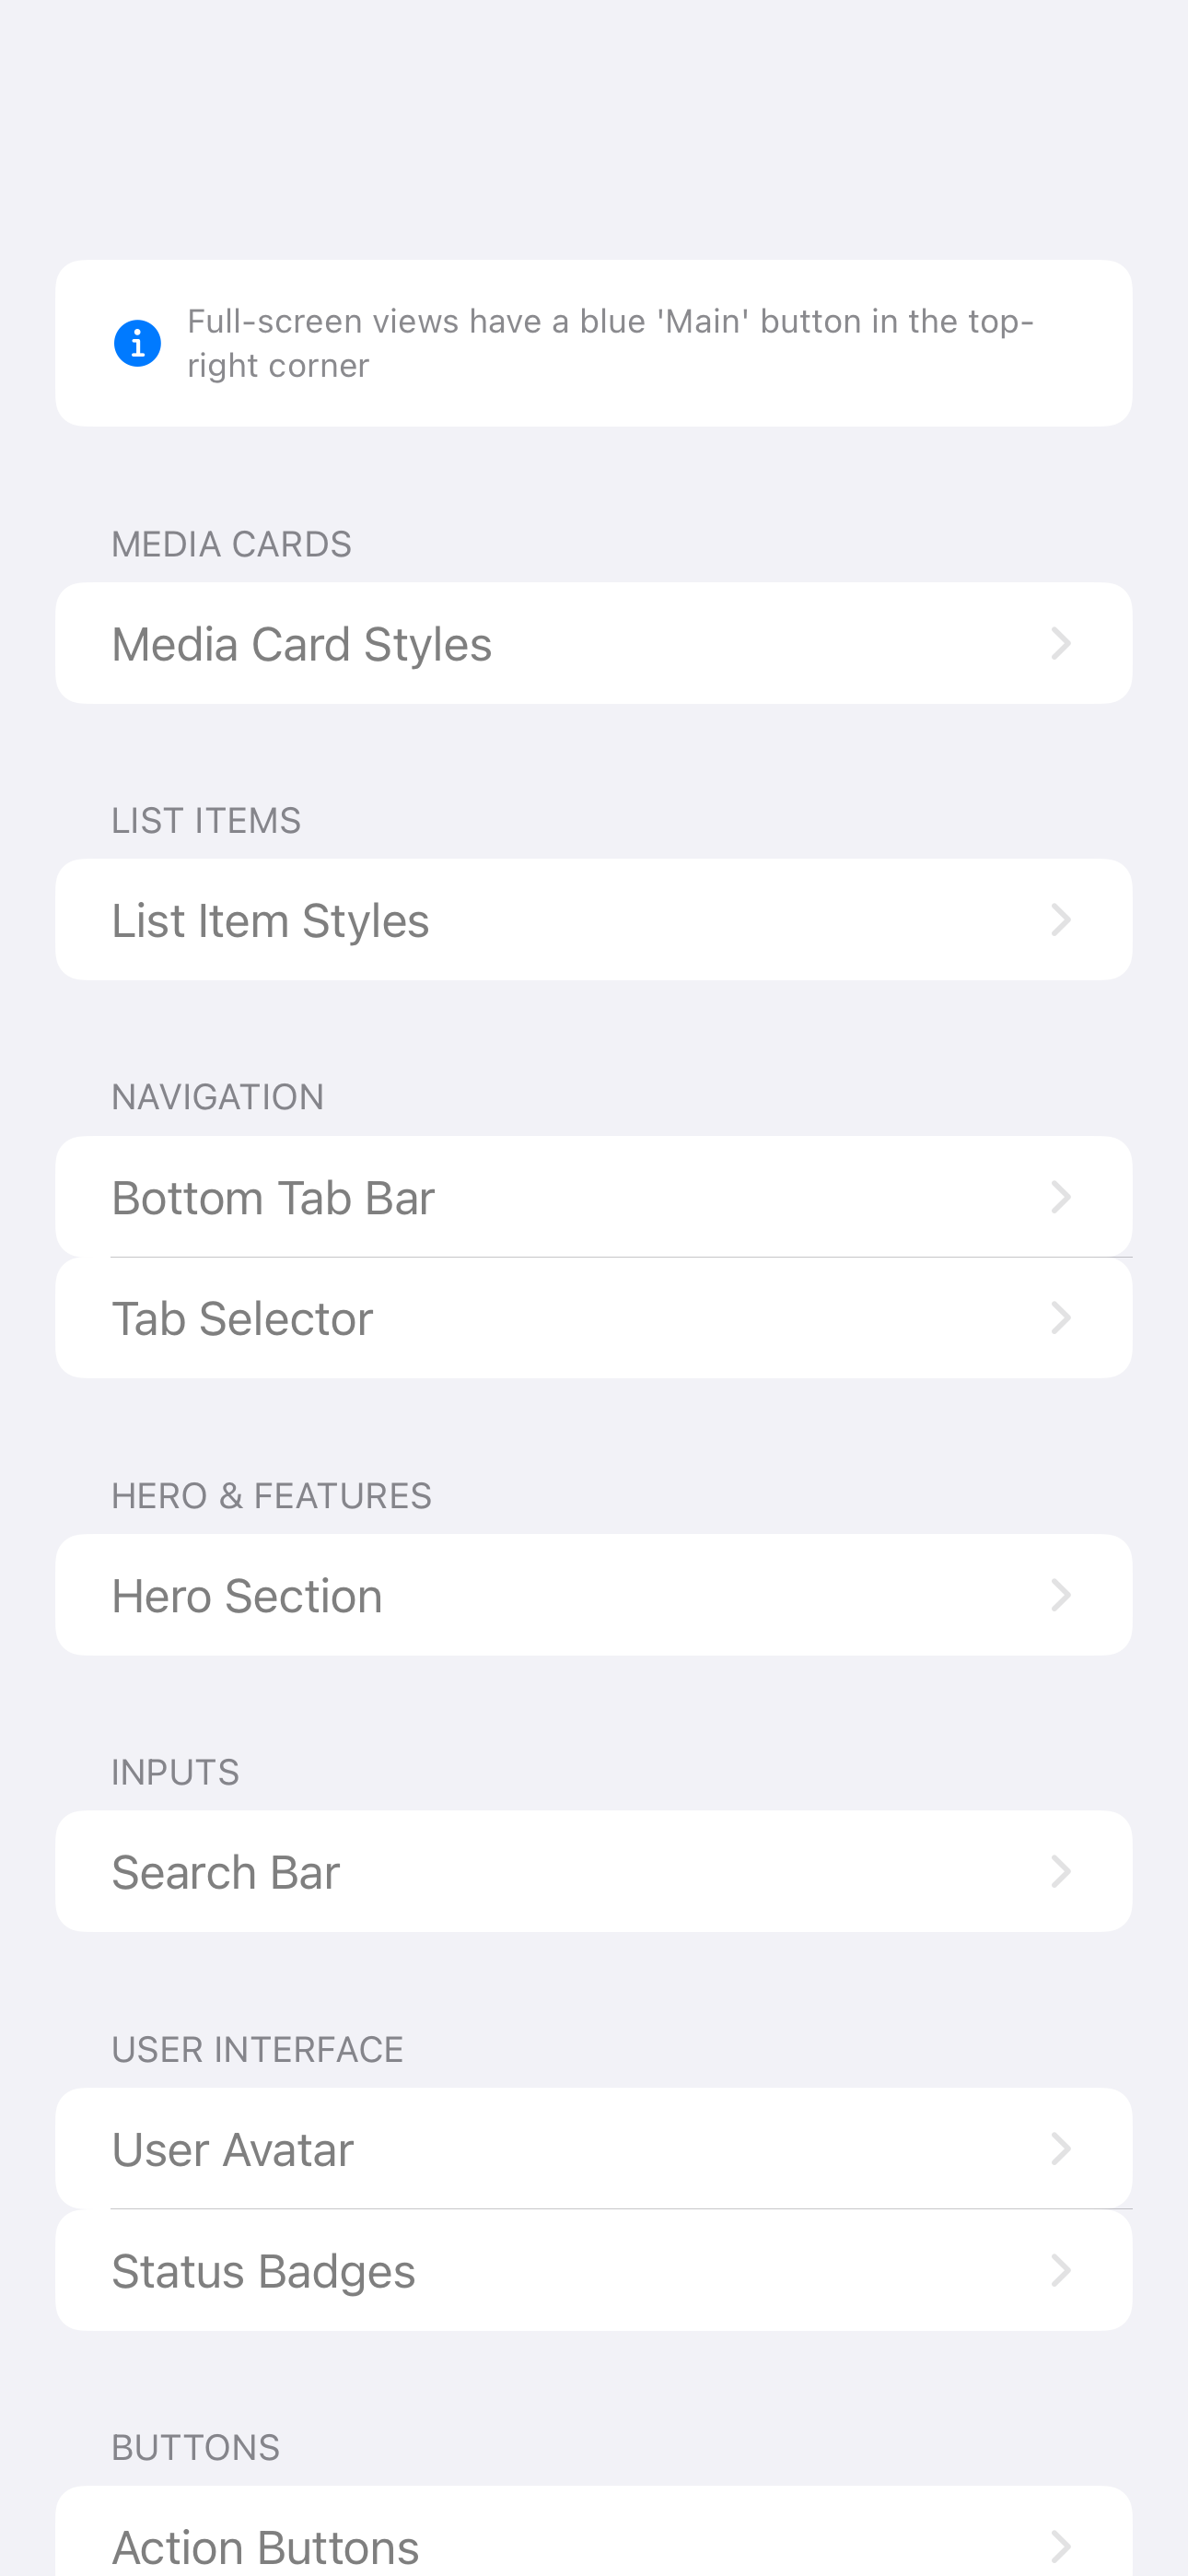 Full-screen views have a blue 'Main' button in the top-
right corner
MEDIA CARDS
Media Card Styles
LIST ITEMS
List Item Styles
NAVIGATION
Bottom Tab Bar
Tab Selector
HERO & FEATURES
Hero Section
INPUTS
Search Bar
USER INTERFACE
User Avatar
Status Badges
BUTTONS
Action Buttons